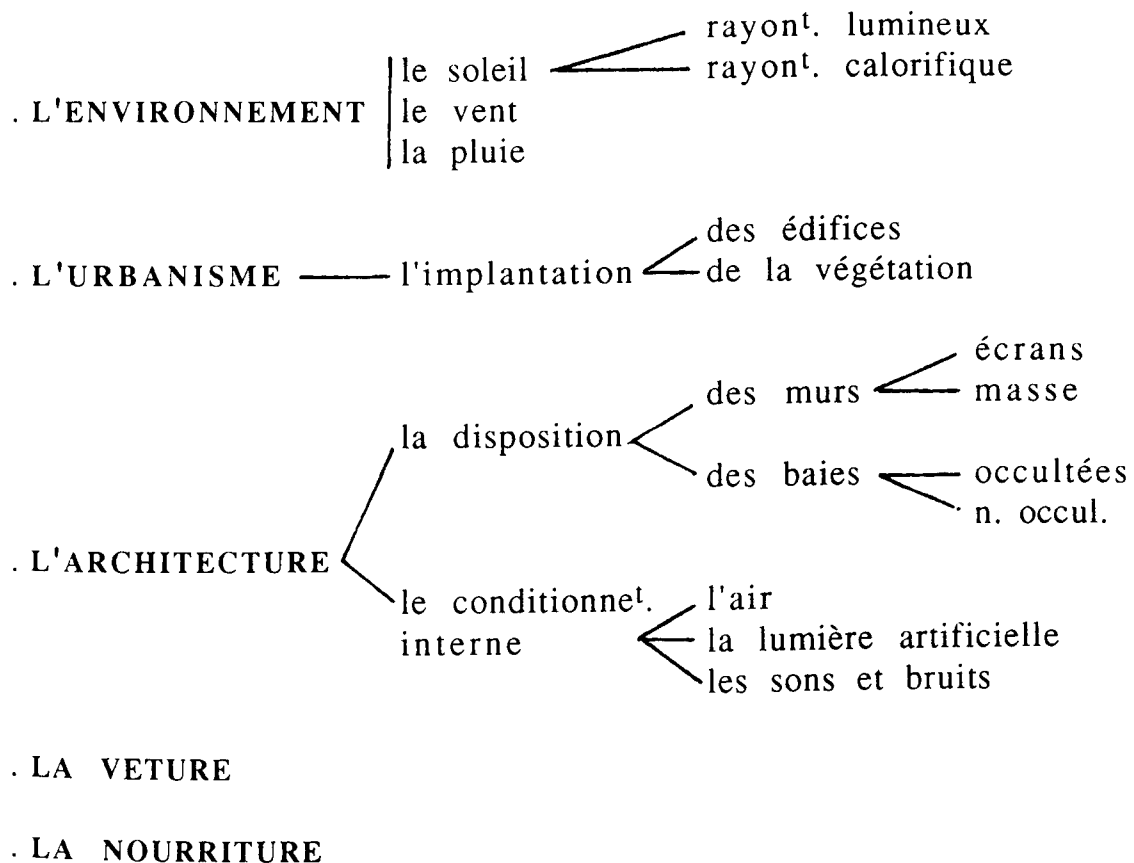 rayonᵗ. lumineux
le soleil rayonᵗ. calorifique
. L'ENVIRONNEMENT le vent
la pluie
des édifices
. L'URBANISME l'implantation de la végétation
écrans
des murs masse
la disposition
des baies occultées
n. occul.
. L'ARCHITECTURE
le conditionneᵗ. l'air
interne la lumière artificielle
les sons et bruits
. LA VETURE
. LA NOURRITURE